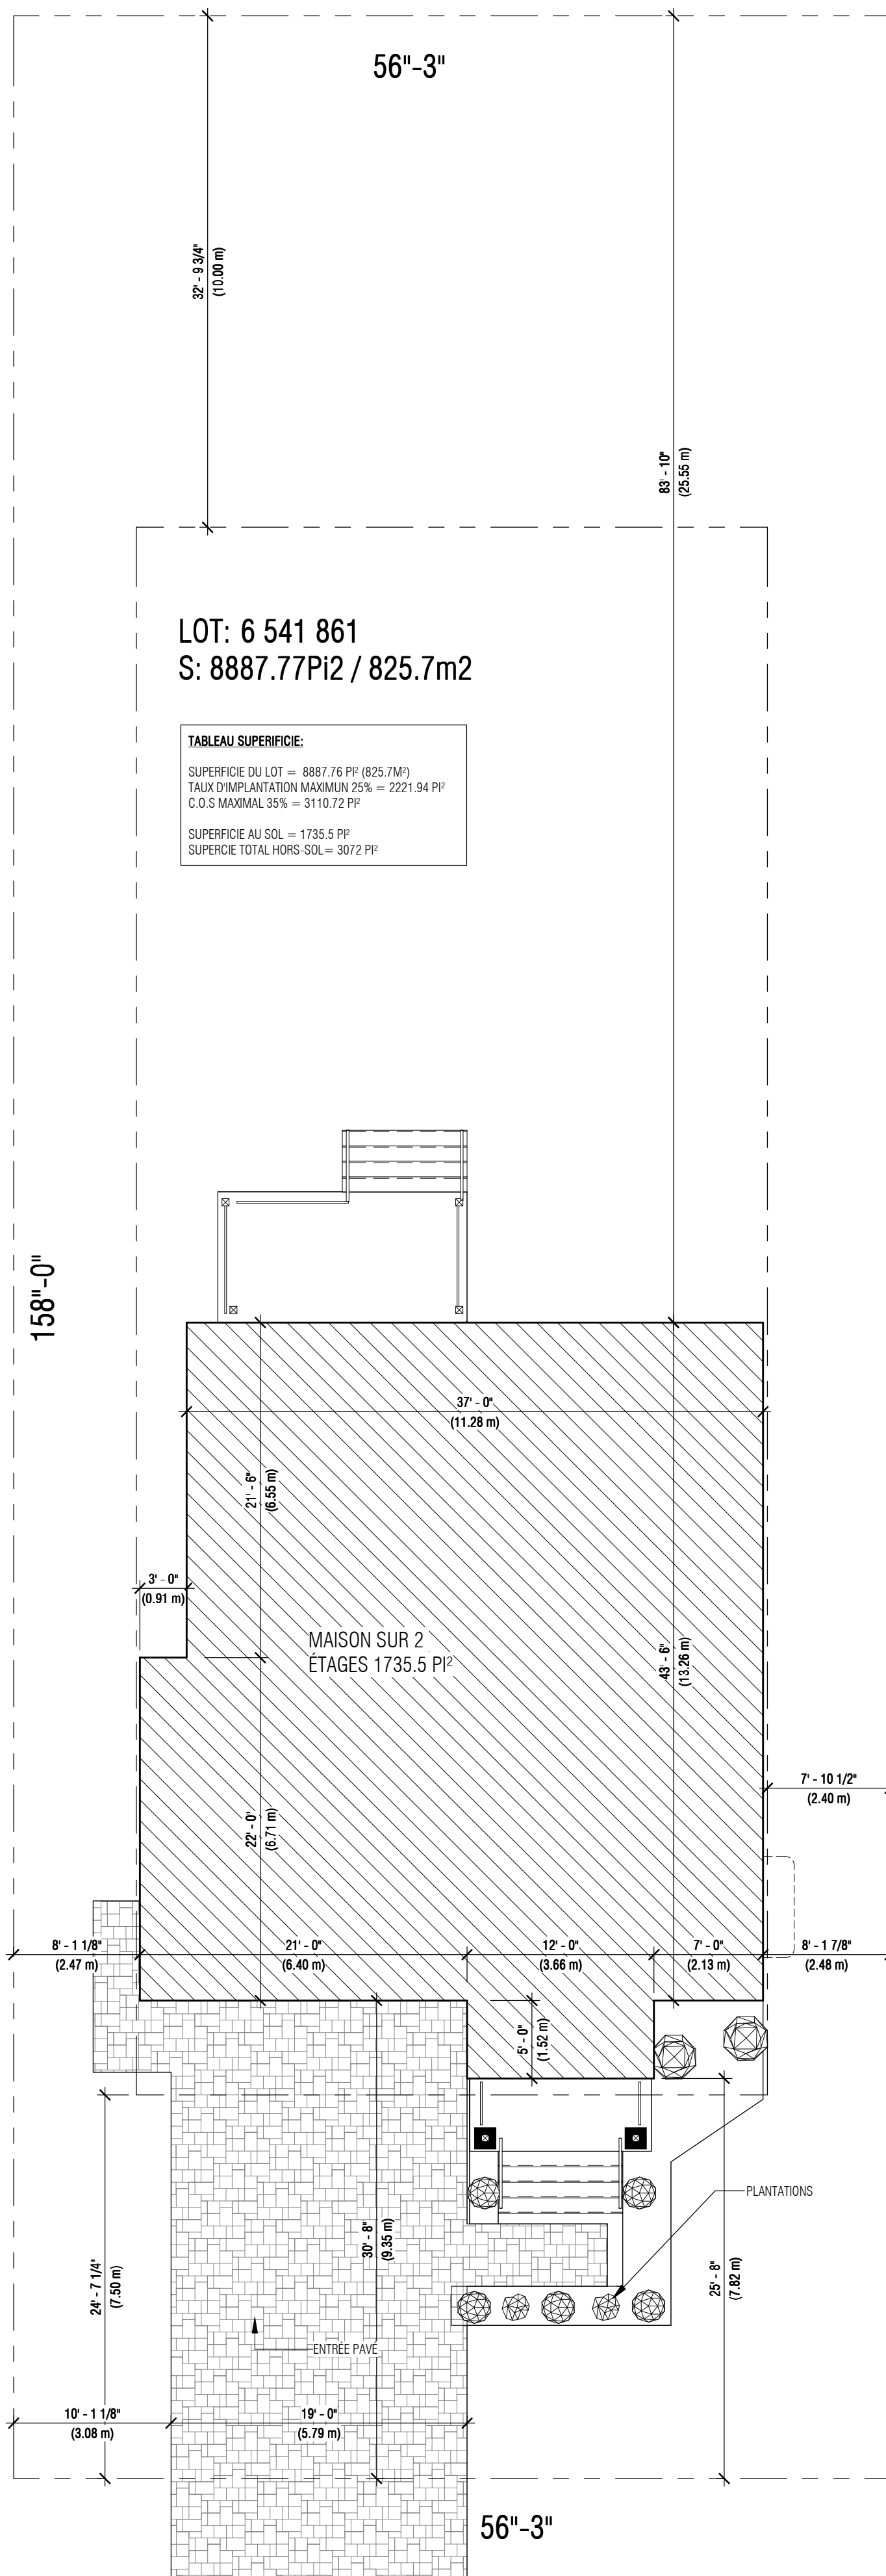 56"-3"
32' - 9 3/4"
(10.00 m)
83' - 10"
(25.55 m)
LOT: 6 541 861
S: 8887.77Pi2 / 825.7m2
TABLEAU SUPERIFICIE:
SUPERFICIE DU LOT = 8887.76 PI² (825.7M²)
TAUX D'IMPLANTATION MAXIMUN 25% = 2221.94 PI²
C.O.S MAXIMAL 35% = 3110.72 PI²
SUPERFICIE AU SOL = 1735.5 PI²
SUPERCIE TOTAL HORS-SOL= 3072 PI²
158"-0"
37' - 0"
(11.28 m)
21' - 6"
(6.55 m)
3' - 0"
(0.91 m)
MAISON SUR 2
ÉTAGES 1735.5 PI²
43' - 6"
(13.26 m)
7' - 10 1/2"
(2.40 m)
22' - 0"
(6.71 m)
8' - 1 1/8"
(2.47 m)
21' - 0"
(6.40 m)
12' - 0"
(3.66 m)
7' - 0"
(2.13 m)
8' - 1 7/8"
(2.48 m)
5' - 0"
(1.52 m)
PLANTATIONS
30' - 8"
(9.35 m)
24' - 7 1/4"
(7.50 m)
25' - 8"
(7.82 m)
ENTRÉE PAVÉ
10' - 1 1/8"
(3.08 m)
19' - 0"
(5.79 m)
56"-3"